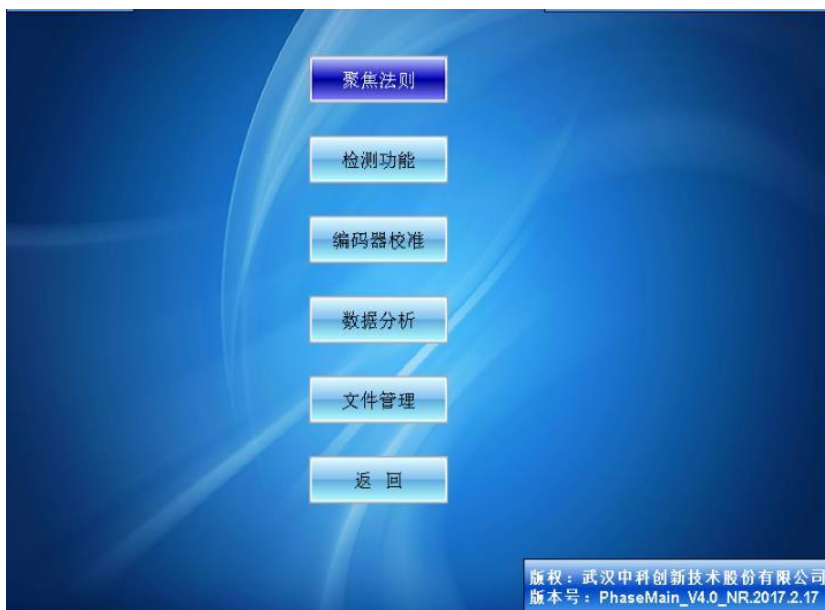 聚焦法则
检测功能
编码器校准
数据分析
文件管理
返 回
版权：武汉中科创新技术股份有限公司
版本号：PhaseMain_V4.0_NR.2017.2.17